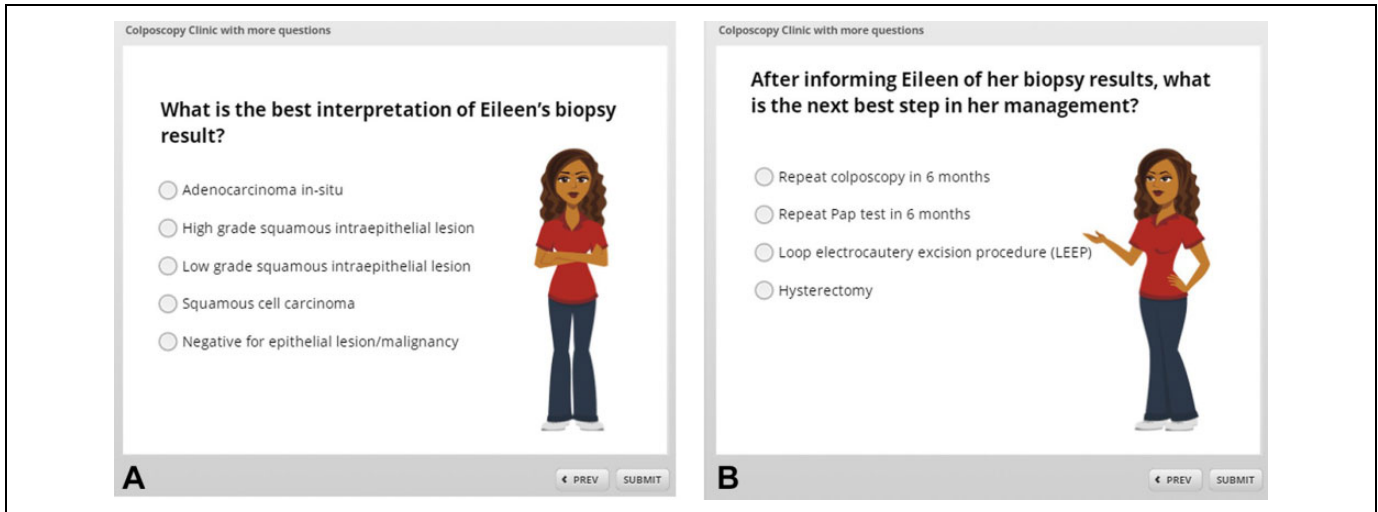 Colposcopy Clinic with more questions
What is the best interpretation of Eileen's biopsy
result?
Adenocarcinoma in-situ
High grade squamous intraepithelial lesion
Low grade squamous intraepithelial lesion
Squamous cell carcinoma
Negative for epithelial lesion/malignancy
A
PREV
SUBMIT
Colposcopy Clinic with more questions
After informing Eileen of her biopsy results, what
is the next best step in her management?
Repeat colposcopy in 6 months
Repeat Pap test in 6 months
Loop electrocautery excision procedure (LEEP)
Hysterectomy
B
PREV
SUBMIT